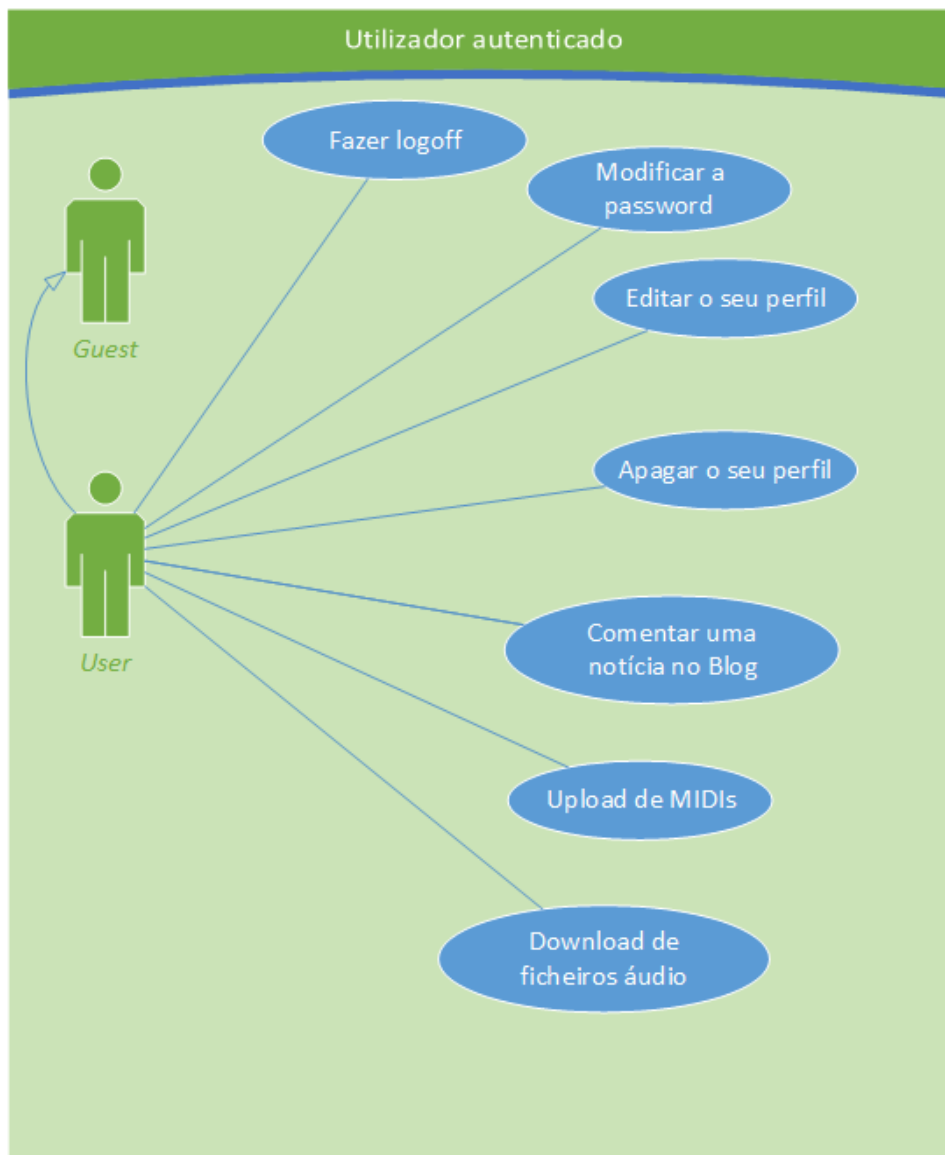 Utilizador autenticado
Fazer logoff
Modificar a
password
Editar o seu perfil
Guest
Apagar o seu perfil
Comentar uma
notícia no Blog
User
Upload de MIDIs
Download de
ficheiros áudio